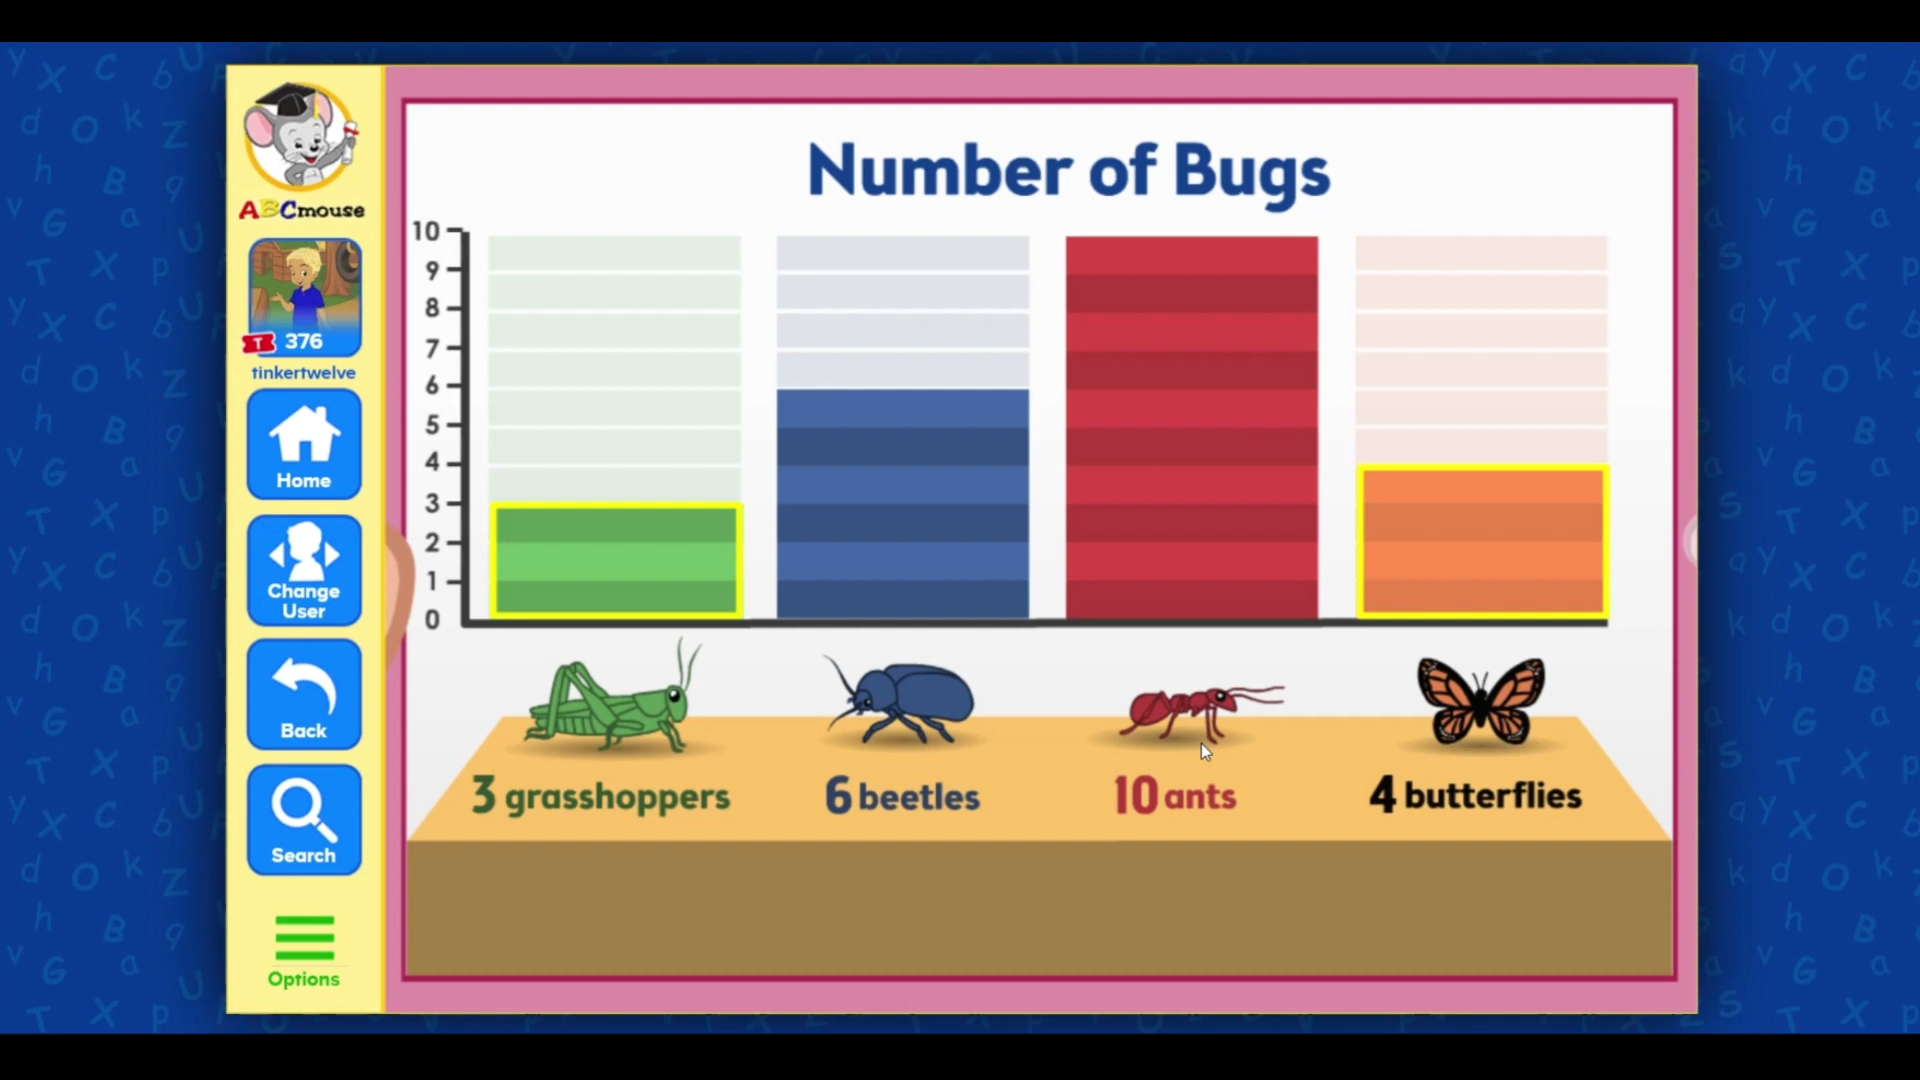 ABCmouse
T 376
tinkertwelve
Home
Change
User
Back
Search
Options
Number of Bugs
10
9
8
7
6
5
4
3
2
1
0
3 grasshoppers
6 beetles
10 ants
4 butterflies